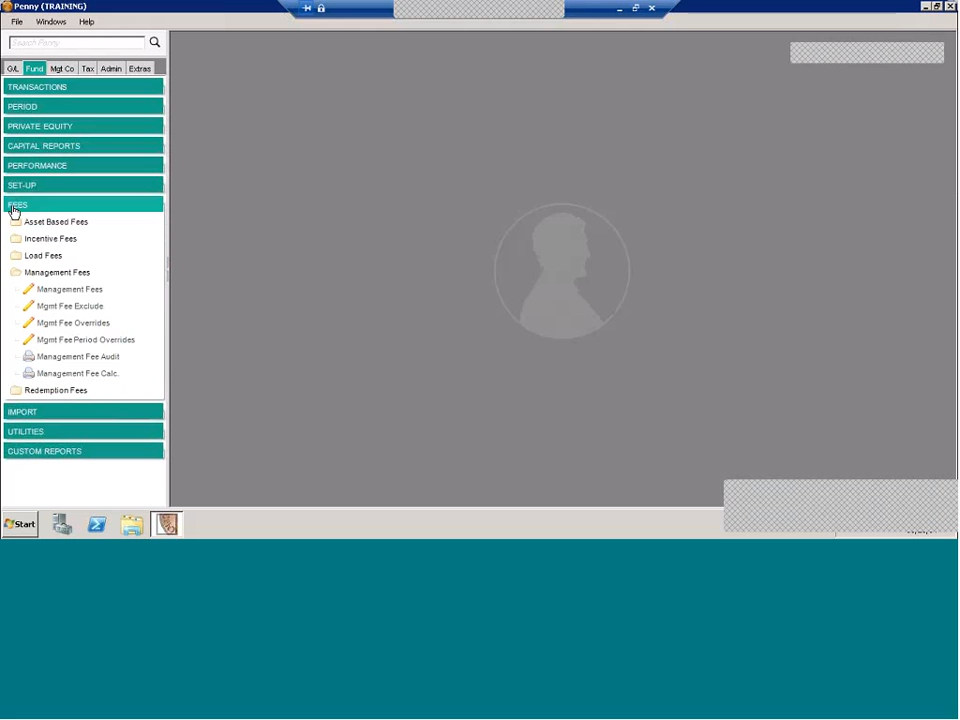 Penny (TRAINING)
File Windows Help
Search Penny
G/L Fund Mgt Co Tax Admin Extras
TRANSACTIONS
PERIOD
PRIVATE EQUITY
CAPITAL REPORTS
PERFORMANCE
SET-UP
FEES
Asset Based Fees
Incentive Fees
Load Fees
Management Fees
Management Fees
Mgmt Fee Exclude
Mgmt Fee Overrides
Mgmt Fee Period Overrides
Management Fee Audit
Management Fee Calc.
Redemption Fees
IMPORT
UTILITIES
CUSTOM REPORTS
Start